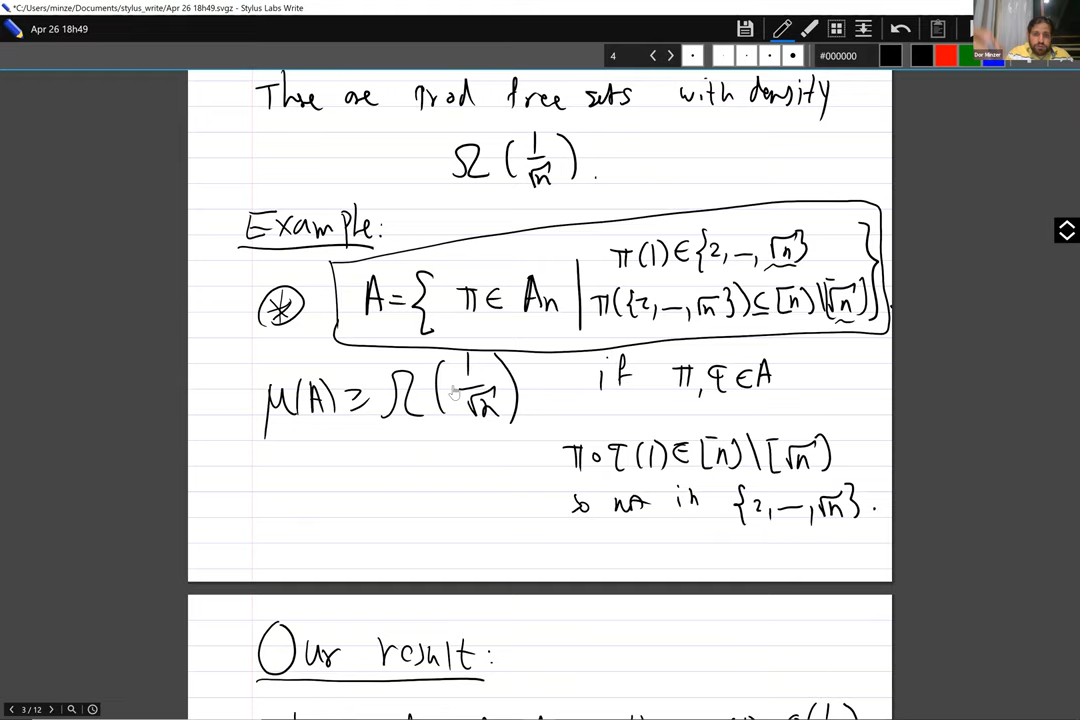 *C:/Users/minze/Documents/stylus_write/Apr 26 18h49.svgz - Stylus Labs Write
Apr 26 18h49
4
#000000
Dor Minzer
There are prod free sets with density
Ω(1/√n).
Example:
(*) A={ π∈ An | π(1)∈{2,–,√n}
π({2,–,√n})⊆[n]\[√n] }
μ(A) ≥ Ω(1/√n) if π,τ∈A
π∘τ(1)∈[n]\[√n]
so not in {2,–,√n}.
Our result:
3 / 12